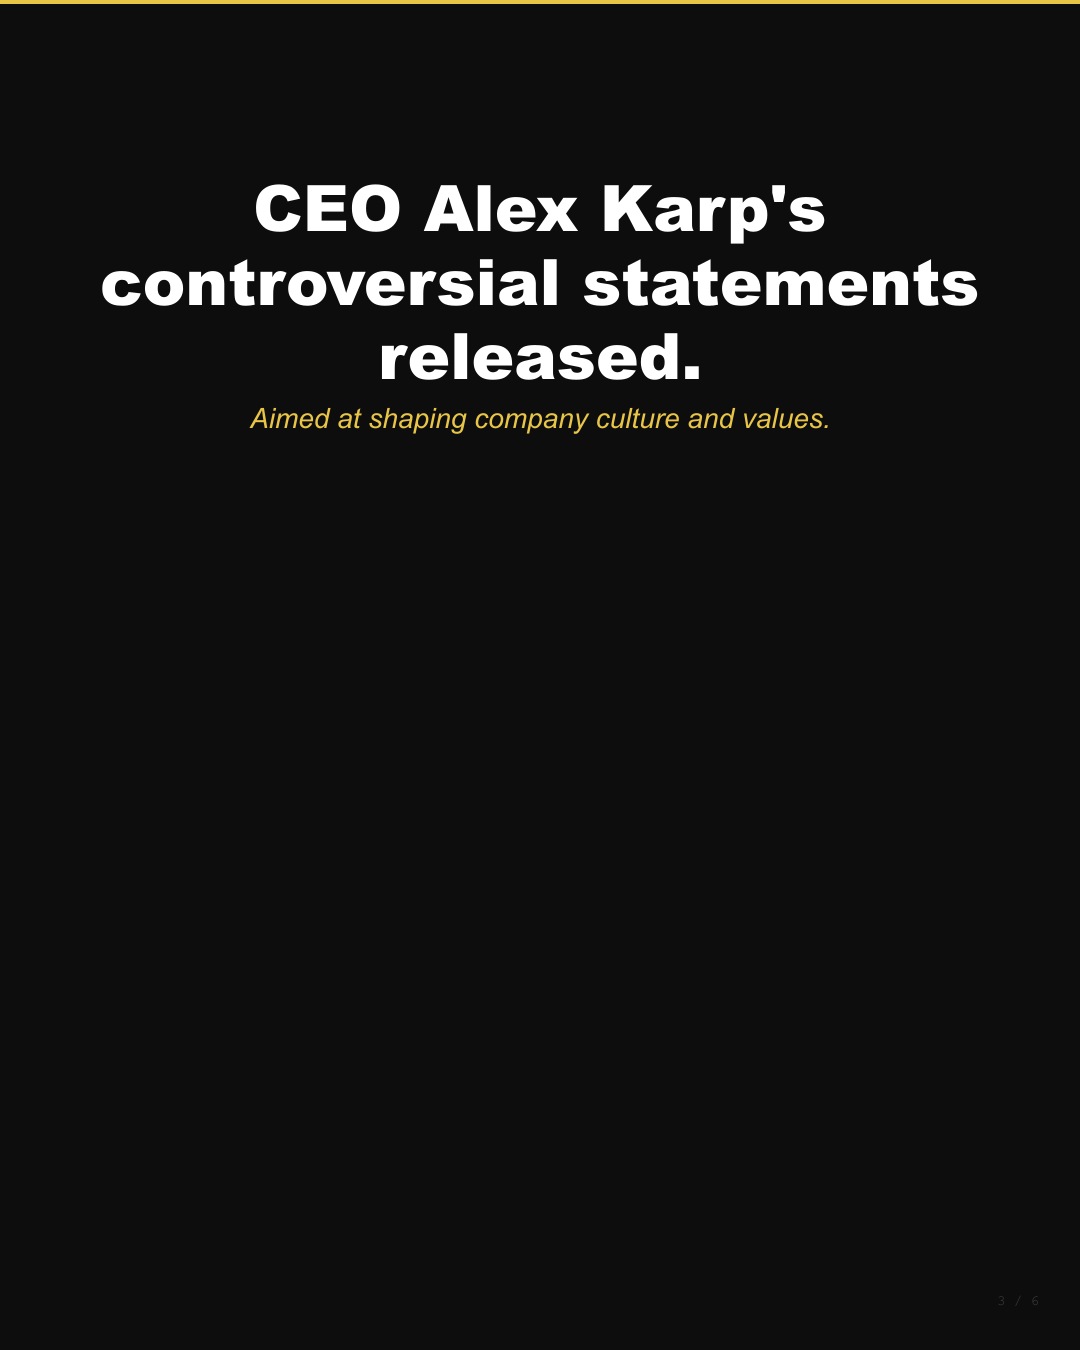 CEO Alex Karp's
controversial statements
released.
Aimed at shaping company culture and values.
3 / 6